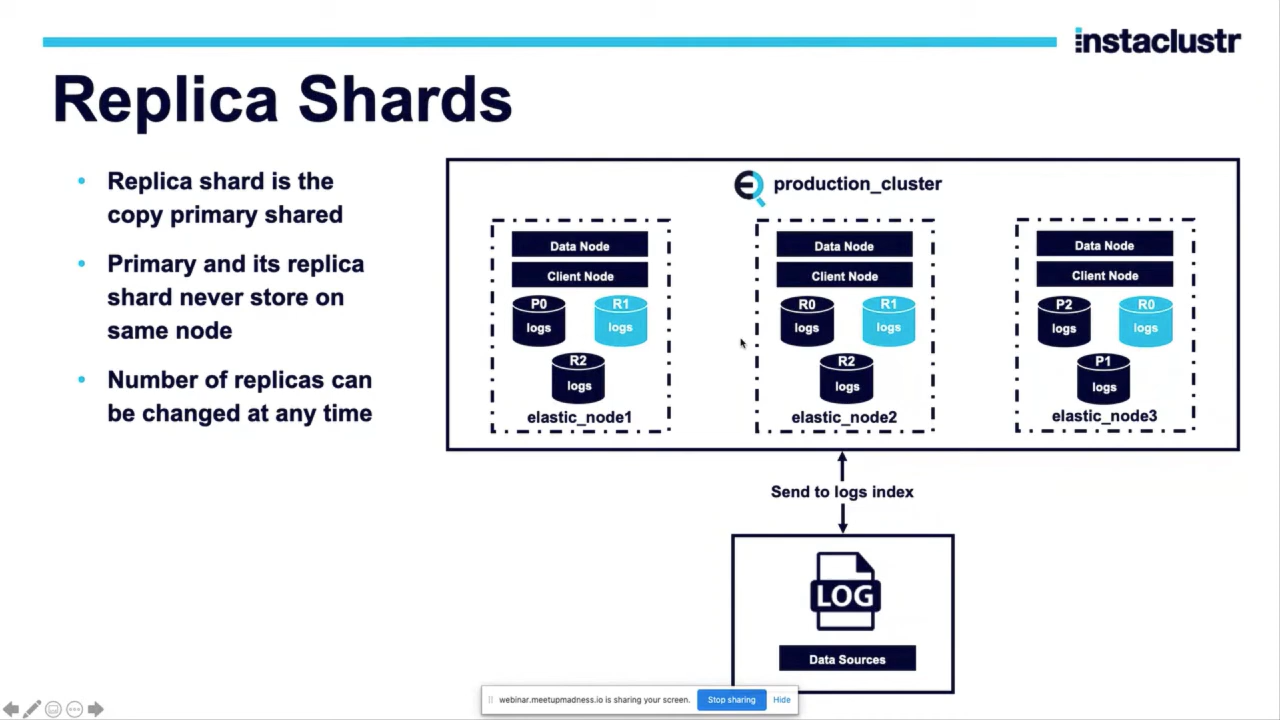 instaclustr
Replica Shards
• Replica shard is the
copy primary shared
• Primary and its replica
shard never store on
same node
• Number of replicas can
be changed at any time
production_cluster
Data Node
Client Node
P0
logs
R1
logs
R2
logs
elastic_node1
Data Node
Client Node
R0
logs
R1
logs
R2
logs
elastic_node2
Data Node
Client Node
P2
logs
R0
logs
P1
logs
elastic_node3
Send to logs index
LOG
Data Sources
webinar.meetupmadness.io is sharing your screen.
Stop sharing
Hide